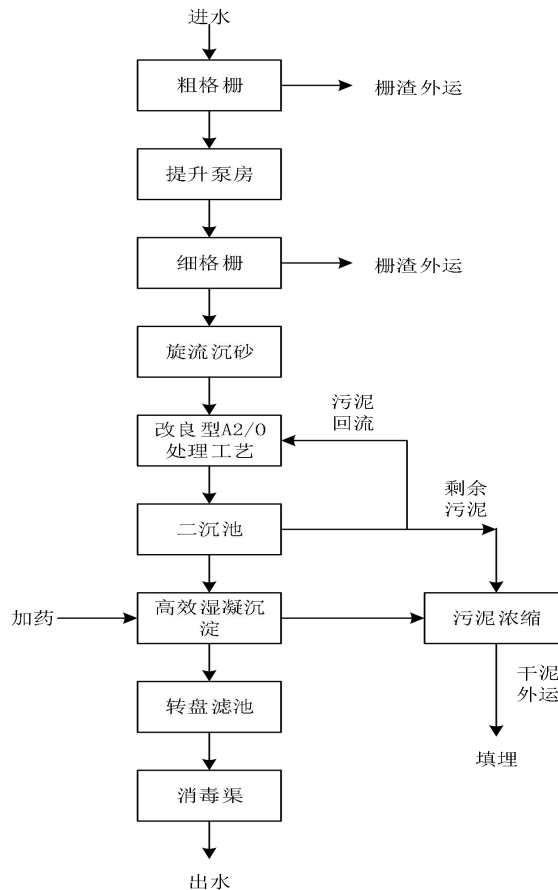 进水
粗格栅
栅渣外运
提升泵房
细格栅
栅渣外运
旋流沉砂
污泥
回流
改良型A2/O
处理工艺
剩余
污泥
二沉池
加药
高效湿凝沉
淀
污泥浓缩
干泥
外运
转盘滤池
填埋
消毒渠
出水